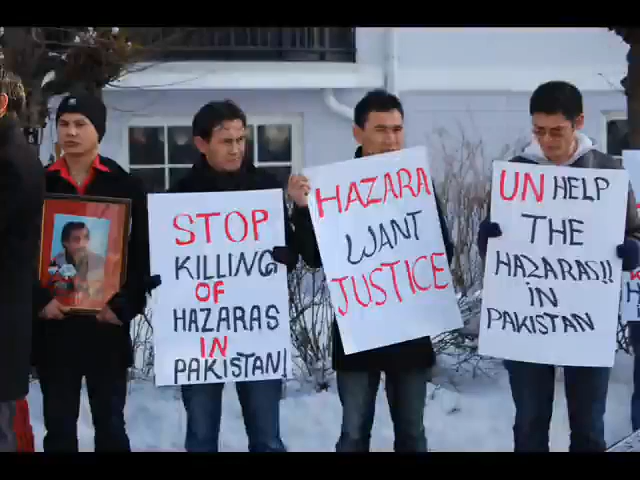 STOP
KILLING
OF
HAZARAS
IN
PAKISTAN!
HAZARA
WANT
JUSTICE
UN HELP
THE
HAZARAS!!
iN
PAKISTAN